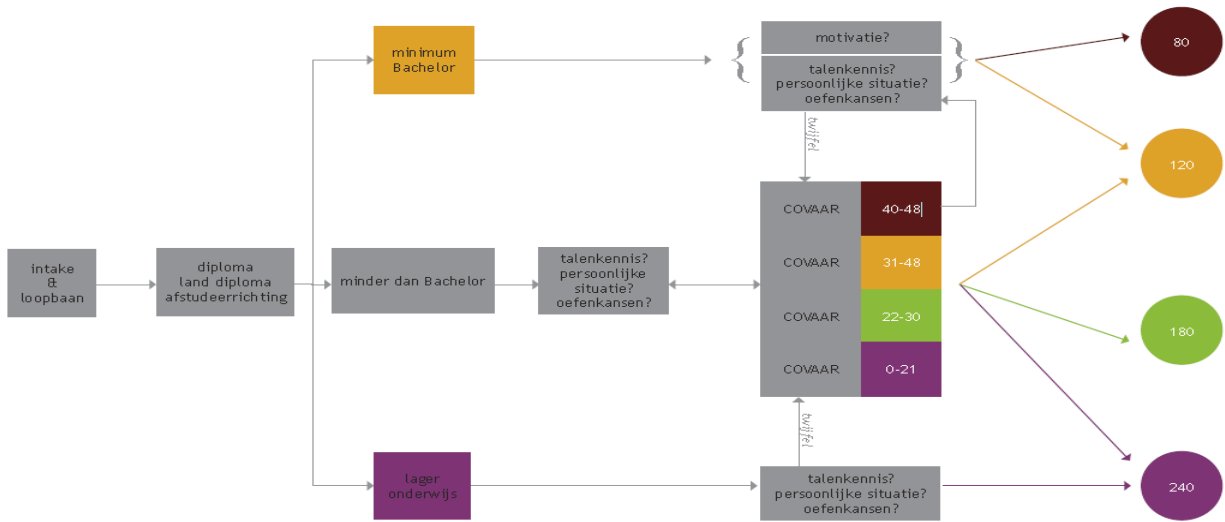 intake
&
loopbaan
diploma
land diploma
afstudeerrichting
minimum
Bachelor
minder dan Bachelor
lager
onderwijs
talenkennis?
persoonlijke
situatie?
oefenkansen?
motivatie?
talenkennis?
persoonlijke situatie?
oefenkansen?
twijfel
COVAAR 40-48
COVAAR 31-48
COVAAR 22-30
COVAAR 0-21
twijfel
talenkennis?
persoonlijke situatie?
oefenkansen?
80
120
180
240